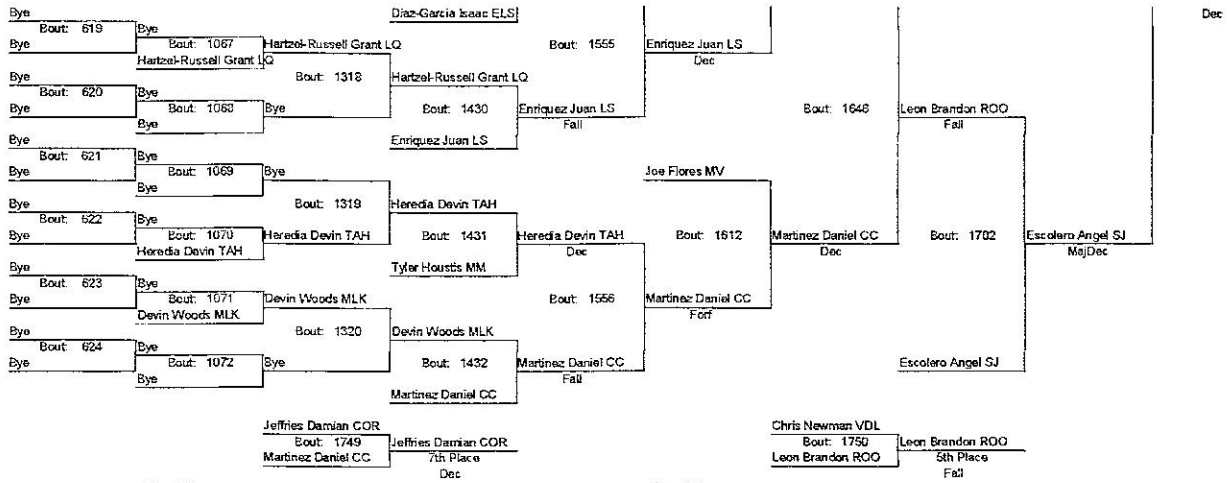 Bye
Diaz-Garcia Isaac ELS
Dec
Bout: 619
Bye
Bye
Bout: 1067
Hartzel-Russell Grant LQ
Bout: 1555
Enriquez Juan LS
Hartzel-Russell Grant LQ
Dec
Bye
Bout: 1318
Hartzel-Russell Grant LQ
Bout: 620
Bye
Bye
Bout: 1068
Bye
Bout: 1430
Enriquez Juan LS
Bout: 1646
Leon Brandon ROO
Bye
Fall
Fall
Bye
Enriquez Juan LS
Bout: 621
Bye
Bye
Bout: 1069
Bye
Joe Flores MV
Bye
Bye
Bout: 1319
Heredia Devin TAH
Bout: 622
Bye
Bye
Bout: 1070
Heredia Devin TAH
Bout: 1431
Heredia Devin TAH
Bout: 1612
Martinez Daniel CC
Bout: 1702
Escolero Angel SJ
Heredia Devin TAH
Dec
Dec
MajDec
Bye
Tyler Houstis MM
Bout: 623
Bye
Bye
Bout: 1071
Devin Woods MLK
Bout: 1556
Martinez Daniel CC
Devin Woods MLK
Forf
Bye
Bout: 1320
Devin Woods MLK
Bout: 624
Bye
Bye
Bout: 1072
Bye
Bout: 1432
Martinez Daniel CC
Escolero Angel SJ
Bye
Fall
Martinez Daniel CC
Jeffries Damian COR
Chris Newman VDL
Bout: 1749
Jeffries Damian COR
Bout: 1750
Leon Brandon ROO
Martinez Daniel CC
7th Place
Leon Brandon ROO
5th Place
Dec
Fall